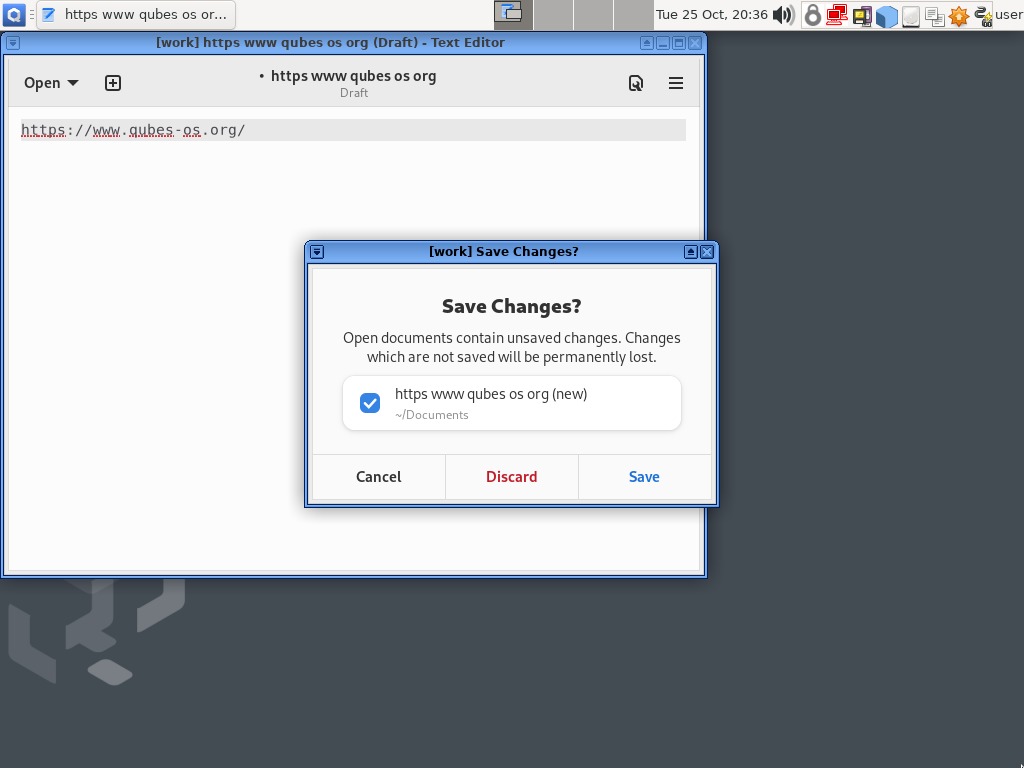 https www qubes os or...
Tue 25 Oct, 20:36
user
[work] https www qubes os org (Draft) - Text Editor
Open
• https www qubes os org
Draft
https://www.qubes-os.org/
[work] Save Changes?
Save Changes?
Open documents contain unsaved changes. Changes
which are not saved will be permanently lost.
https www qubes os org (new)
~/Documents
Cancel
Discard
Save